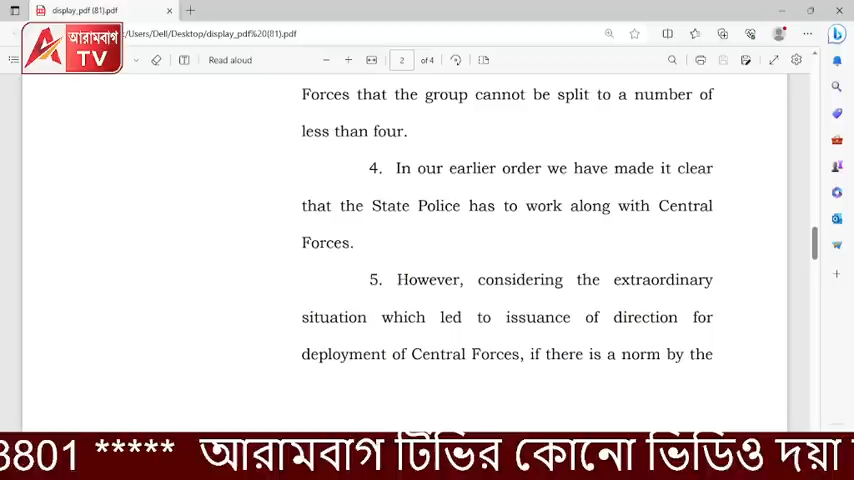 display_pdf (81).pdf
/Users/Dell/Desktop/display_pdf%20(81).pdf
আরামবাগ
TV
Read aloud
2 of 4
Forces that the group cannot be split to a number of
less than four.
4. In our earlier order we have made it clear
that the State Police has to work along with Central
Forces.
5. However, considering the extraordinary
situation which led to issuance of direction for
deployment of Central Forces, if there is a norm by the
3801 ***** আরামবাগ টিভির কোনো ভিডিও দয়া